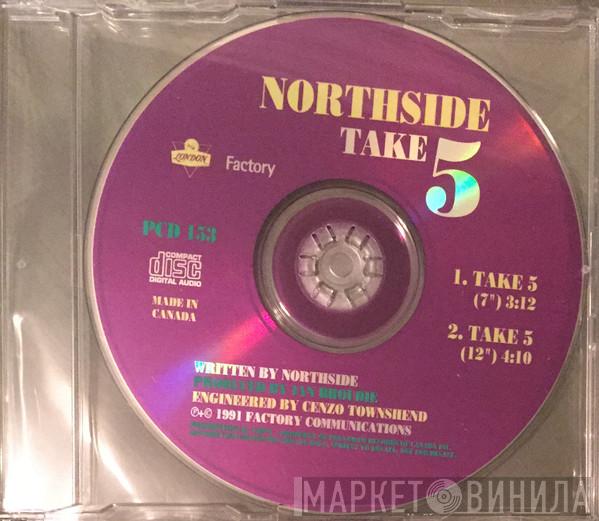 NORTHSIDE
TAKE 5
LONDON
Factory
PCD 153
COMPACT
disc
DIGITAL AUDIO
MADE IN
CANADA
1. TAKE 5
(7") 3:12
2. TAKE 5
(12") 4:10
WRITTEN BY NORTHSIDE
PRODUCED BY IAN BROUDIE
ENGINEERED BY CENZO TOWNSHEND
℗+© 1991 FACTORY COMMUNICATIONS
МАРКЕТ ВИНИЛА